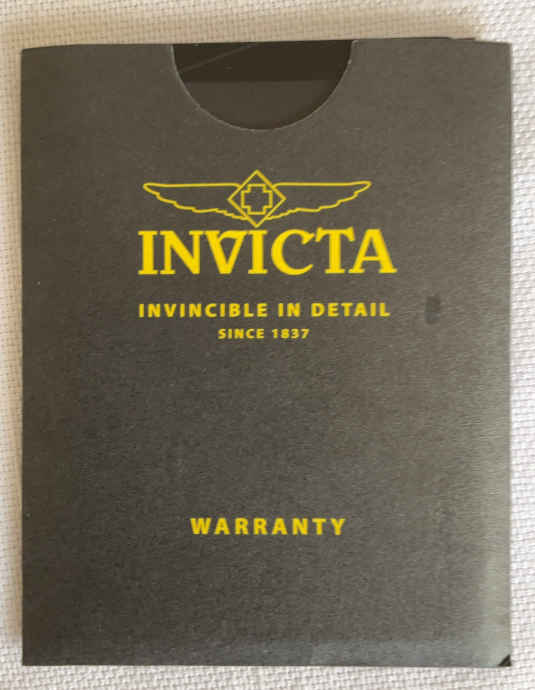 INVICTA
INVINCIBLE IN DETAIL
SINCE 1837
WARRANTY